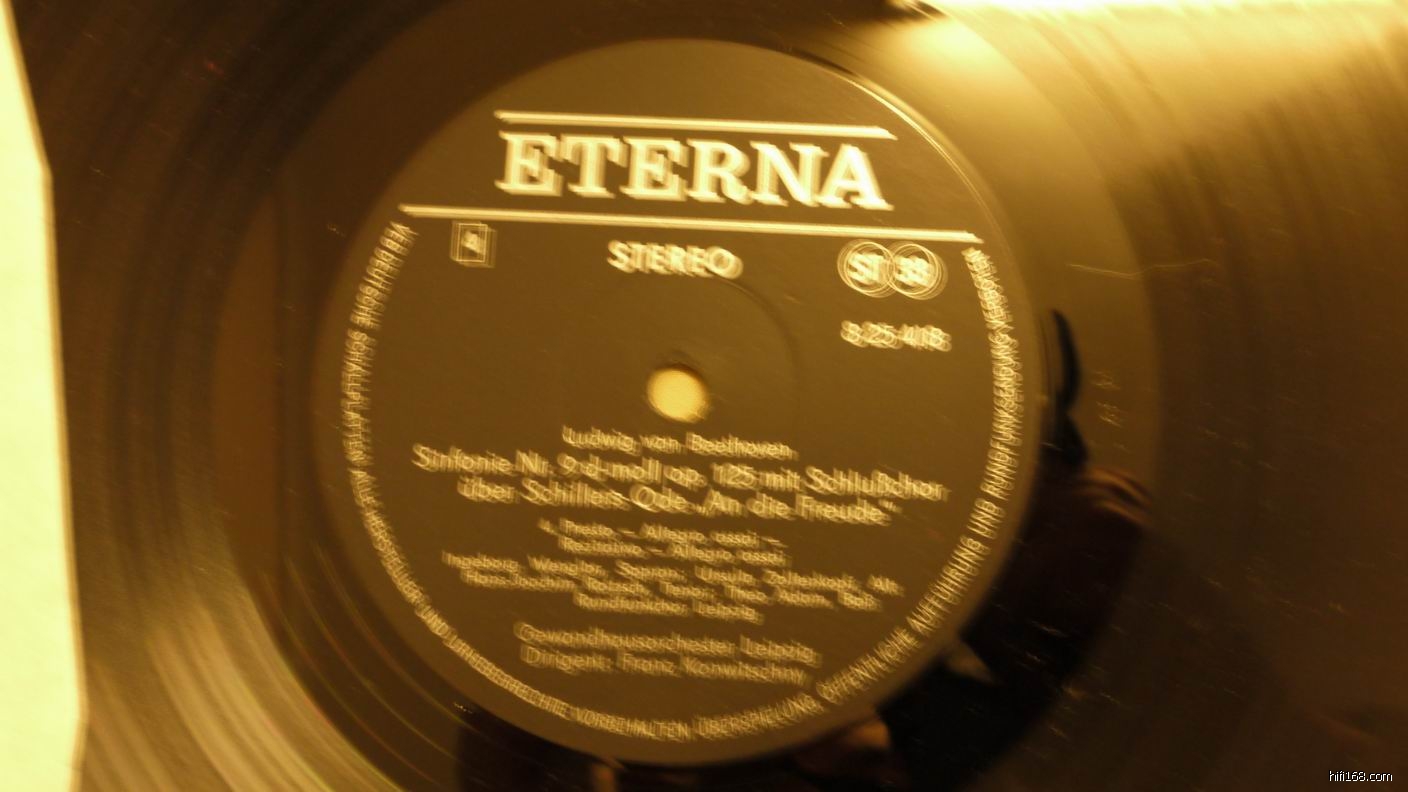 ETERNA
STEREO
ST 33
8 25 418
Ludwig van Beethoven
Sinfonie Nr. 9 d-moll op. 125 mit Schlußchor
über Schillers Ode „An die Freude“
4. Presto – Allegro assai –
Recitativo – Allegro assai
Ingeborg Wenglor, Sopran; Ursula Zollenkopf, Alt
Hans-Joachim Rotzsch, Tenor; Theo Adam, Baß
Rundfunkchor Leipzig
Gewandhausorchester Leipzig
Dirigent: Franz Konwitschny
VEB DEUTSCHE SCHALLPLATTEN UND URHEBERRECHTE VORBEHALTEN ÜBERSPIELUNG, ÖFFENTLICHE AUFFÜHRUNG UND RUNDFUNKSENDUNG VERBOTEN
hifi168.com